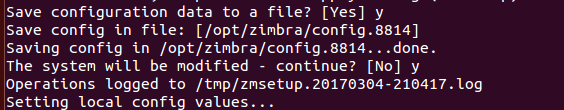 Save configuration data to a file? [Yes] y
Save config in file: [/opt/zimbra/config.8814]
Saving config in /opt/zimbra/config.8814...done.
The system will be modified - continue? [No] y
Operations logged to /tmp/zmsetup.20170304-210417.log
Setting local config values...